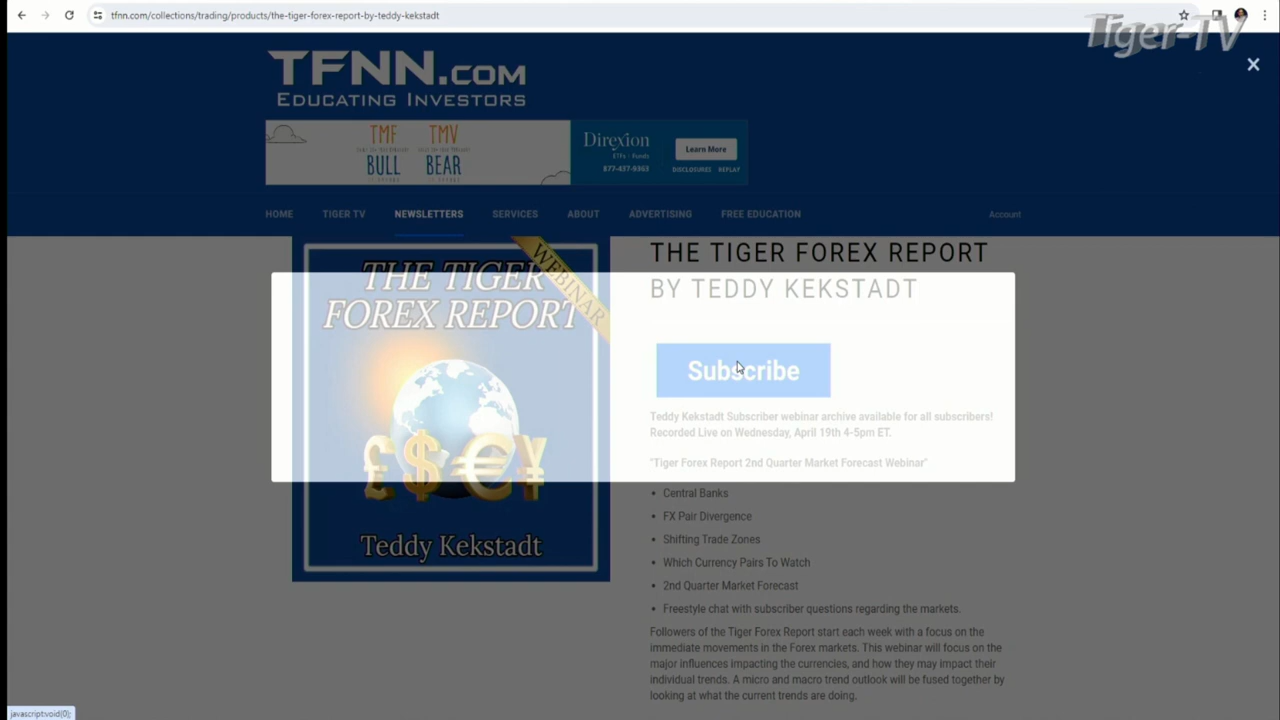 tfnn.com/collections/trading/products/the-tiger-forex-report-by-teddy-kekstadt
Tiger-TV
TFNN.COM
EDUCATING INVESTORS
TMF TMV
BULL BEAR
Direxion
ETFs Funds
877-437-9363
Learn More
DISCLOSURES REPLAY
HOME TIGER TV NEWSLETTERS SERVICES ABOUT ADVERTISING FREE EDUCATION Account
WEBINAR
THE TIGER
FOREX REPORT
Teddy Kekstadt
THE TIGER FOREX REPORT
BY TEDDY KEKSTADT
Subscribe
Teddy Kekstadt Subscriber webinar archive available for all subscribers!
Recorded Live on Wednesday, April 19th 4-5pm ET.
"Tiger Forex Report 2nd Quarter Market Forecast Webinar"
• Central Banks
• FX Pair Divergence
• Shifting Trade Zones
• Which Currency Pairs To Watch
• 2nd Quarter Market Forecast
• Freestyle chat with subscriber questions regarding the markets.
Followers of the Tiger Forex Report start each week with a focus on the
immediate movements in the Forex markets. This webinar will focus on the
major influences impacting the currencies, and how they may impact their
individual trends. A micro and macro trend outlook will be fused together by
looking at what the current trends are doing.
javascript:void(0);